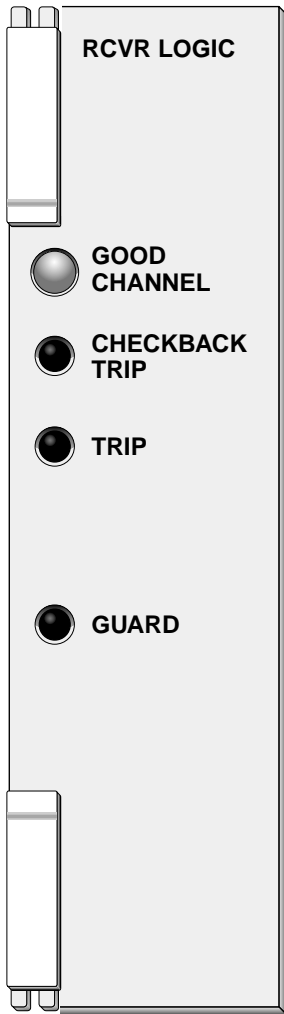 RCVR LOGIC
GOOD
CHANNEL
CHECKBACK
TRIP
TRIP
GUARD